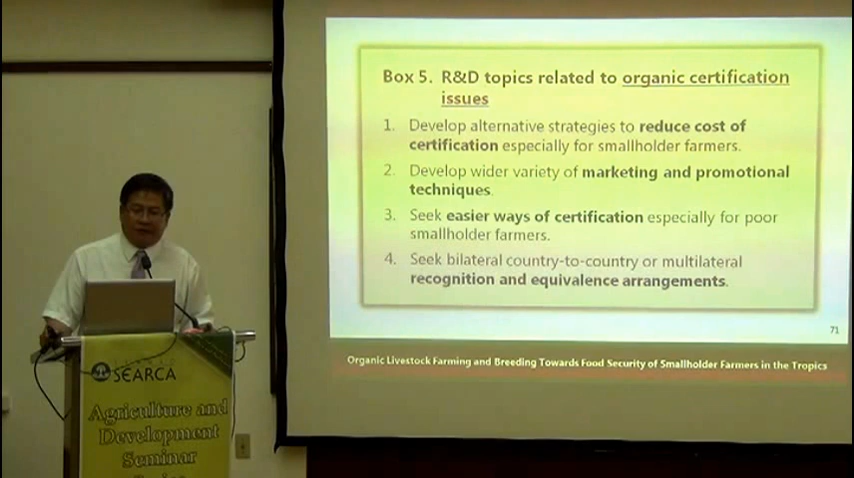 Box 5. R&D topics related to organic certification
issues
1. Develop alternative strategies to reduce cost of
certification especially for smallholder farmers.
2. Develop wider variety of marketing and promotional
techniques.
3. Seek easier ways of certification especially for poor
smallholder farmers.
4. Seek bilateral country-to-country or multilateral
recognition and equivalence arrangements.
71
Organic Livestock Farming and Breeding Towards Food Security of Smallholder Farmers in the Tropics
SEARCA
Agriculture and
Development
Seminar